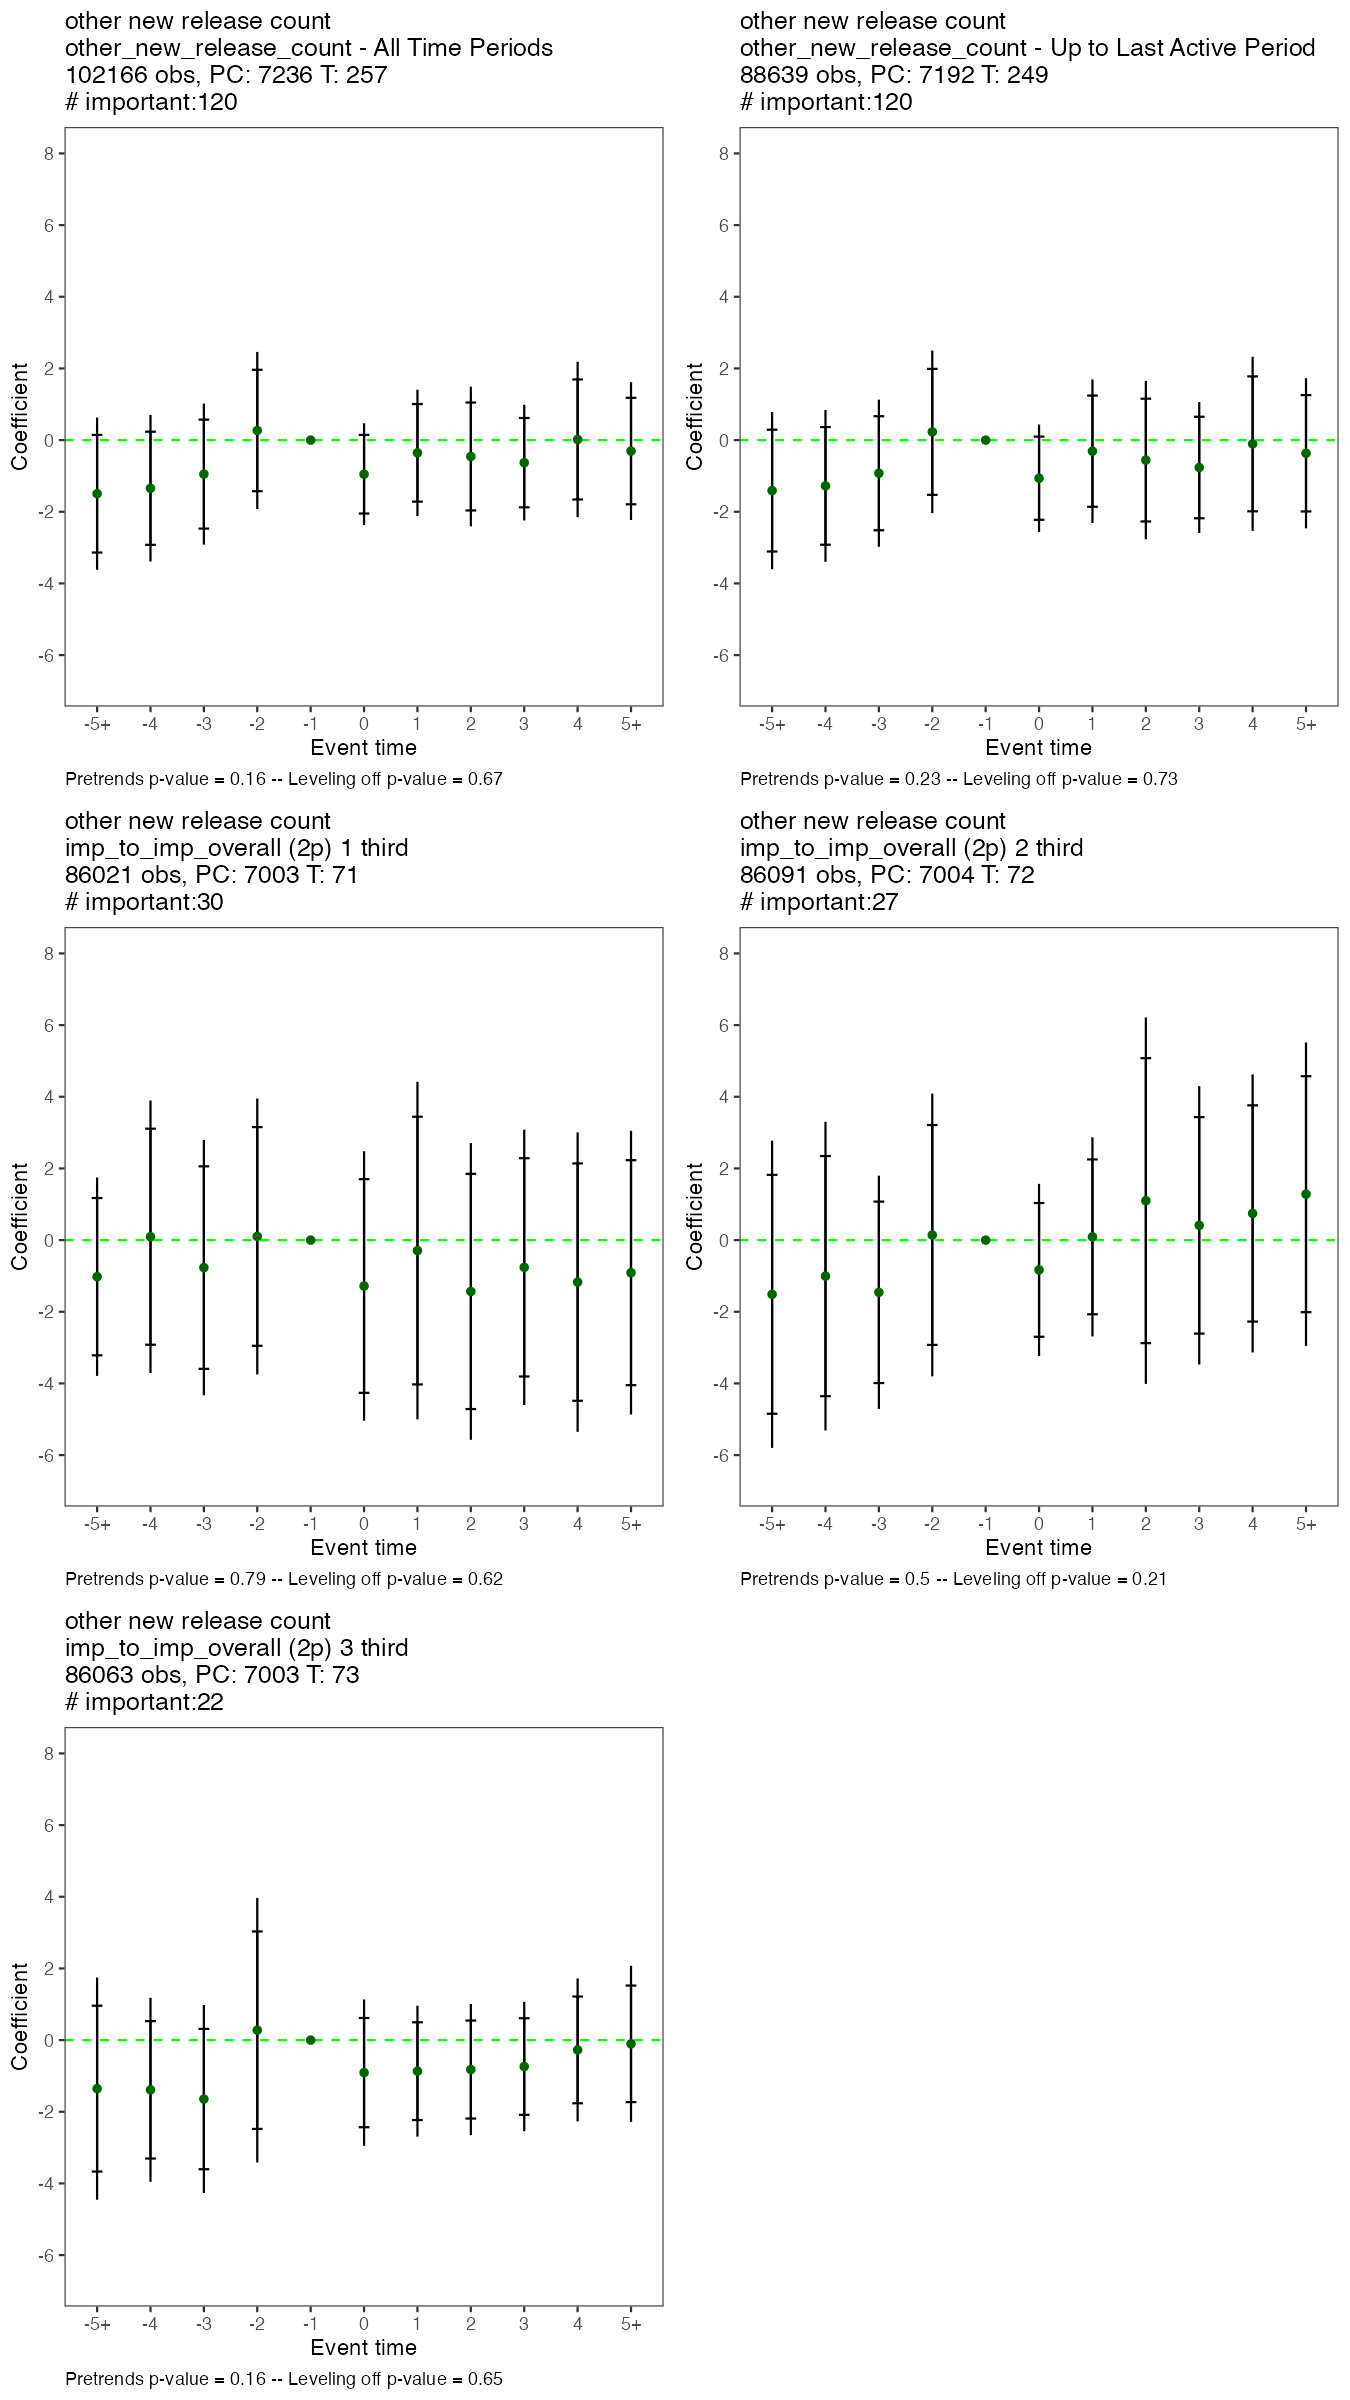 other new release count
other_new_release_count - All Time Periods
102166 obs, PC: 7236 T: 257
# important:120
8
6
4
2
0
-2
-4
-6
Coefficient
-5+ -4 -3 -2 -1 0 1 2 3 4 5+
Event time
Pretrends p-value = 0.16 -- Leveling off p-value = 0.67
other new release count
other_new_release_count - Up to Last Active Period
88639 obs, PC: 7192 T: 249
# important:120
8
6
4
2
0
-2
-4
-6
Coefficient
-5+ -4 -3 -2 -1 0 1 2 3 4 5+
Event time
Pretrends p-value = 0.23 -- Leveling off p-value = 0.73
other new release count
imp_to_imp_overall (2p) 1 third
86021 obs, PC: 7003 T: 71
# important:30
8
6
4
2
0
-2
-4
-6
Coefficient
-5+ -4 -3 -2 -1 0 1 2 3 4 5+
Event time
Pretrends p-value = 0.79 -- Leveling off p-value = 0.62
other new release count
imp_to_imp_overall (2p) 2 third
86091 obs, PC: 7004 T: 72
# important:27
8
6
4
2
0
-2
-4
-6
Coefficient
-5+ -4 -3 -2 -1 0 1 2 3 4 5+
Event time
Pretrends p-value = 0.5 -- Leveling off p-value = 0.21
other new release count
imp_to_imp_overall (2p) 3 third
86063 obs, PC: 7003 T: 73
# important:22
8
6
4
2
0
-2
-4
-6
Coefficient
-5+ -4 -3 -2 -1 0 1 2 3 4 5+
Event time
Pretrends p-value = 0.16 -- Leveling off p-value = 0.65